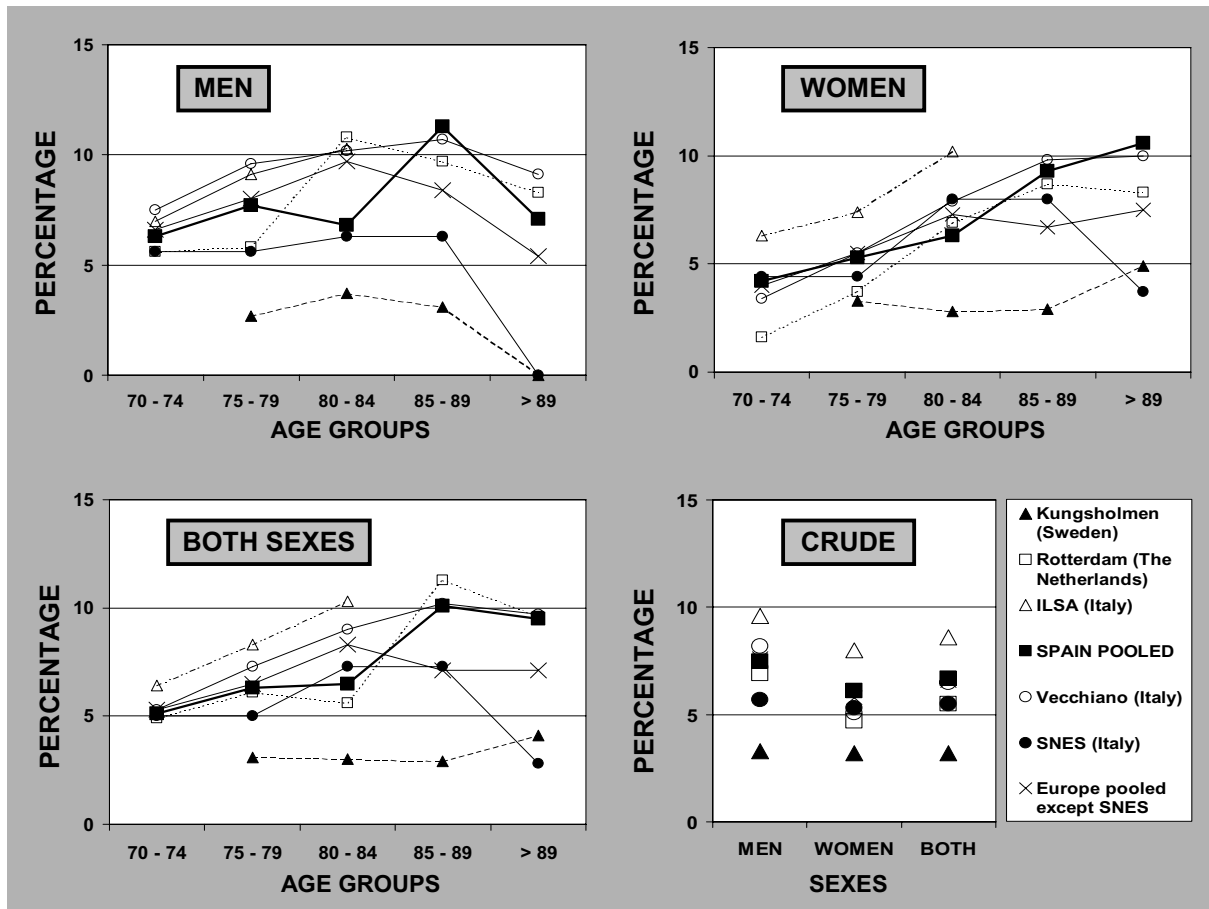 MEN
PERCENTAGE
15
10
5
0
70 - 74 75 - 79 80 - 84 85 - 89 > 89
AGE GROUPS
WOMEN
PERCENTAGE
15
10
5
0
70 - 74 75 - 79 80 - 84 85 - 89 > 89
AGE GROUPS
BOTH SEXES
PERCENTAGE
15
10
5
0
70 - 74 75 - 79 80 - 84 85 - 89 > 89
AGE GROUPS
CRUDE
PERCENTAGE
15
10
5
0
MEN WOMEN BOTH
SEXES
Kungsholmen
(Sweden)
Rotterdam (The
Netherlands)
ILSA (Italy)
SPAIN POOLED
Vecchiano (Italy)
SNES (Italy)
Europe pooled
except SNES